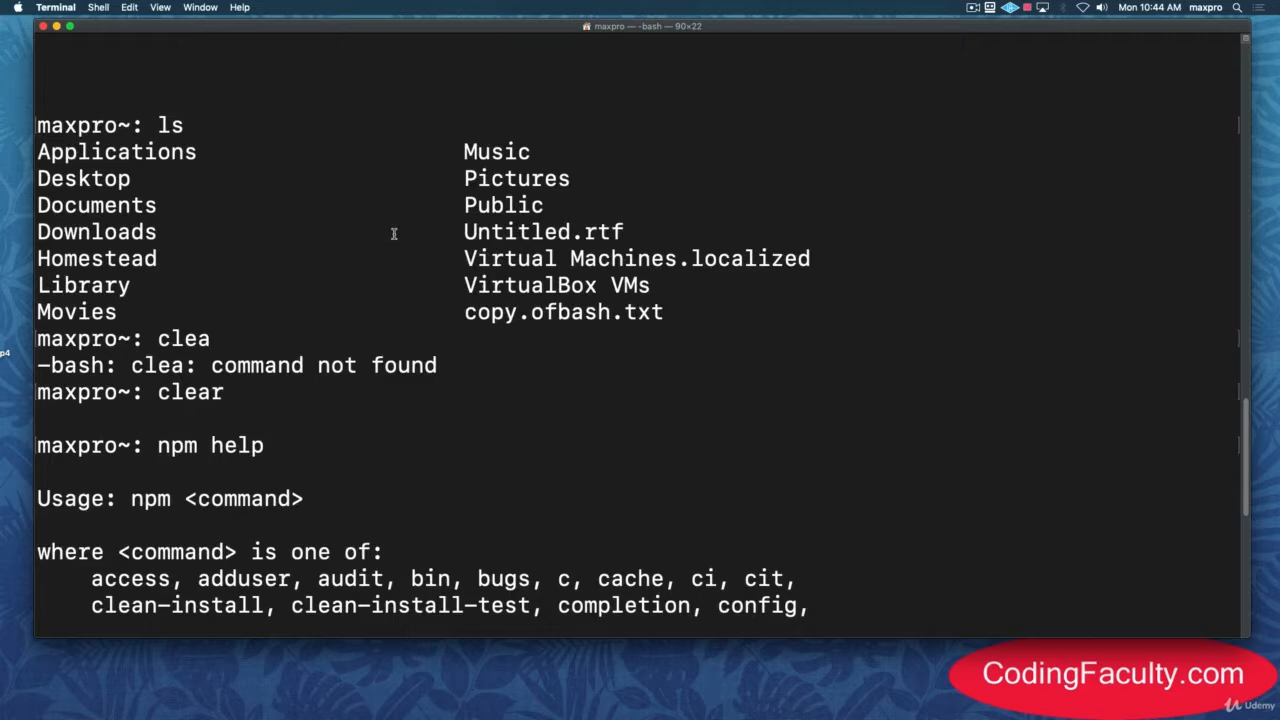 Terminal Shell Edit View Window Help Mon 10:44 AM maxpro
maxpro — -bash — 90×22
maxpro~: ls
Applications Music
Desktop Pictures
Documents Public
Downloads Untitled.rtf
Homestead Virtual Machines.localized
Library VirtualBox VMs
Movies copy.ofbash.txt
maxpro~: clea
-bash: clea: command not found
p4
maxpro~: clear
maxpro~: npm help
Usage: npm <command>
where <command> is one of:
access, adduser, audit, bin, bugs, c, cache, ci, cit,
clean-install, clean-install-test, completion, config,
CodingFaculty.com
Udemy